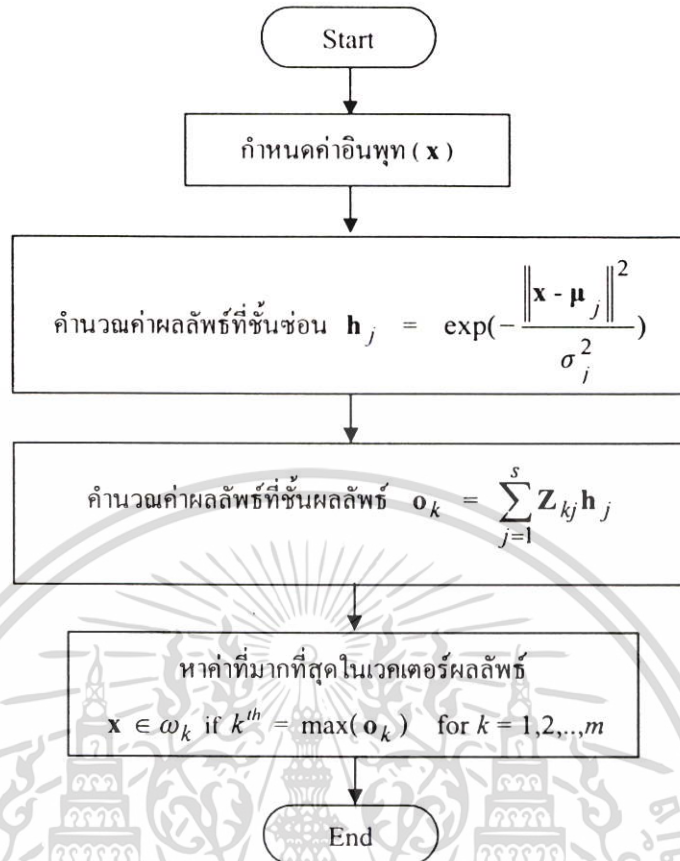 Start
กำหนดค่าอินพุท ( x )
คำนวณค่าผลลัพธ์ที่ชั้นซ่อน h_j = exp(-‖x - μ_j‖² / σ_j²)
คำนวณค่าผลลัพธ์ที่ชั้นผลลัพธ์ o_k = ∑_{j=1}^{s} Z_{kj} h_j
หาค่าที่มากที่สุดในเวคเตอร์ผลลัพธ์
x ∈ ω_k if k^{th} = max(o_k) for k = 1,2,..,m
End